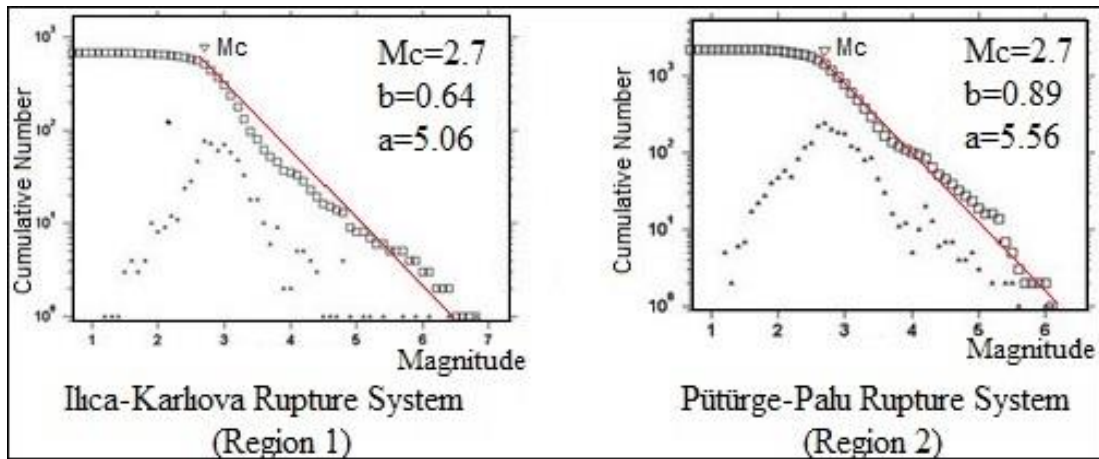 Cumulative Number
10³
10²
10¹
10⁰
Mc
Mc=2.7
b=0.64
a=5.06
1 2 3 4 5 6 7
Magnitude
Ilıca-Karlıova Rupture System
(Region 1)
Cumulative Number
10³
10²
10¹
10⁰
Mc
Mc=2.7
b=0.89
a=5.56
1 2 3 4 5 6
Magnitude
Pütürge-Palu Rupture System
(Region 2)